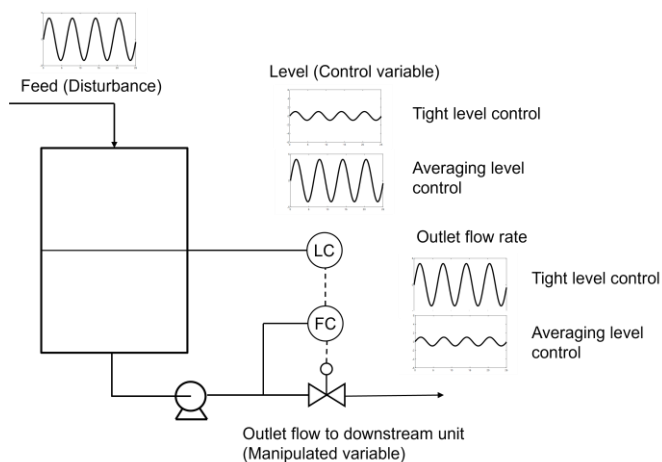 Feed (Disturbance)
Level (Control variable)
Tight level control
Averaging level
control
LC
Outlet flow rate
Tight level control
FC
Averaging level
control
Outlet flow to downstream unit
(Manipulated variable)